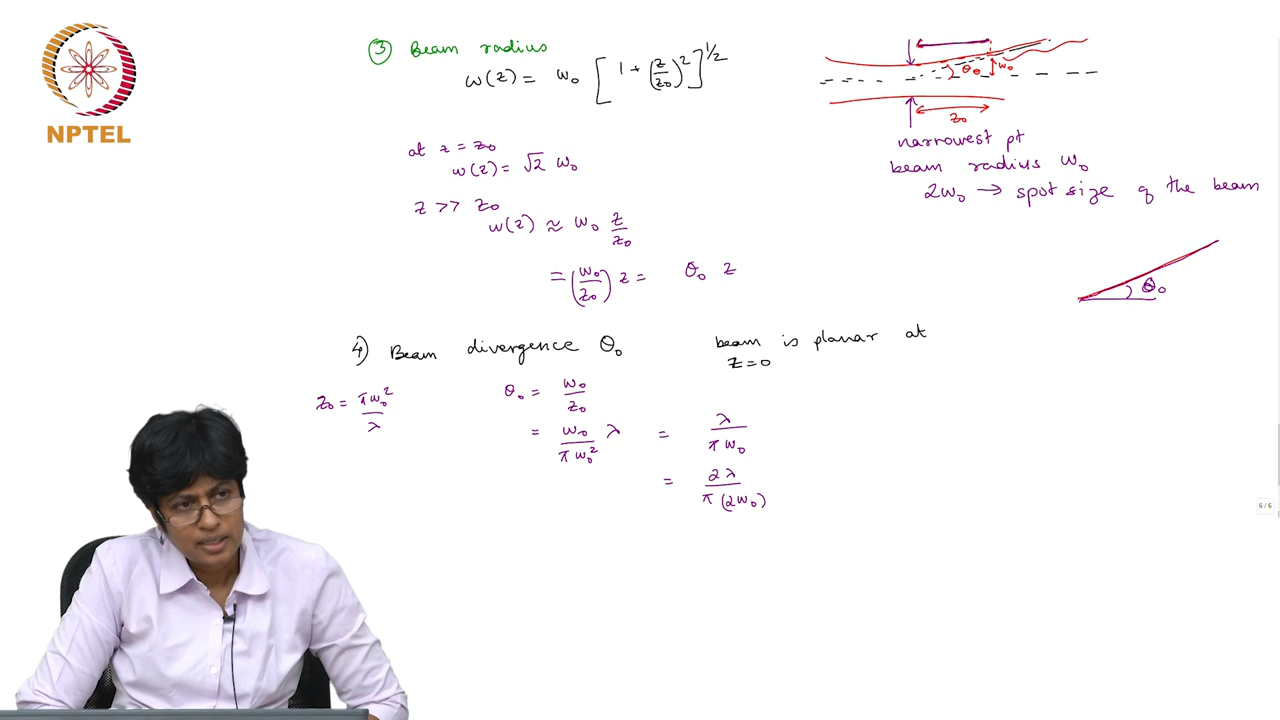 NPTEL
③ Beam radius
w(z) = w₀ [ 1 + (z/z₀)² ]^1/2
θ₀
w₀
z₀
narrowest pt
beam radius w₀
2w₀ → spot size of the beam
at z = z₀
w(z) = √2 w₀
z >> z₀
w(z) ≈ w₀ z/z₀
= (w₀/z₀) z = θ₀ z
θ₀
4) Beam divergence θ₀
beam is planar at
z=0
z₀ = πw₀²/λ
θ₀ = w₀/z₀
= w₀/πw₀² λ = λ/πw₀
= 2λ/π(2w₀)
6/6